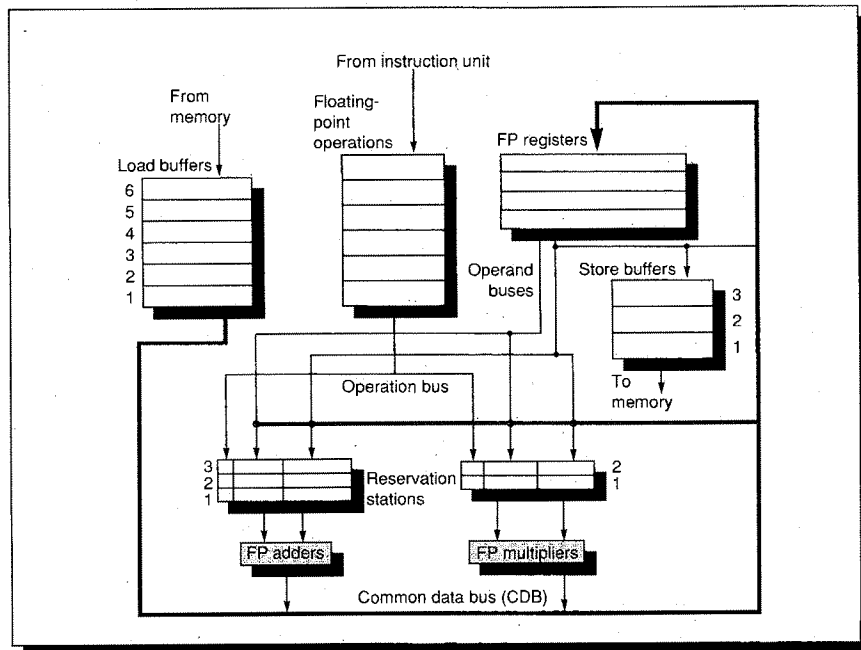 From instruction unit
From
memory
Floating-
point
operations
FP registers
Load buffers
6
5
4
3
2
1
Operand
buses
Store buffers
3
2
1
To
memory
Operation bus
3
2
1
Reservation
stations
2
1
FP adders
FP multipliers
Common data bus (CDB)